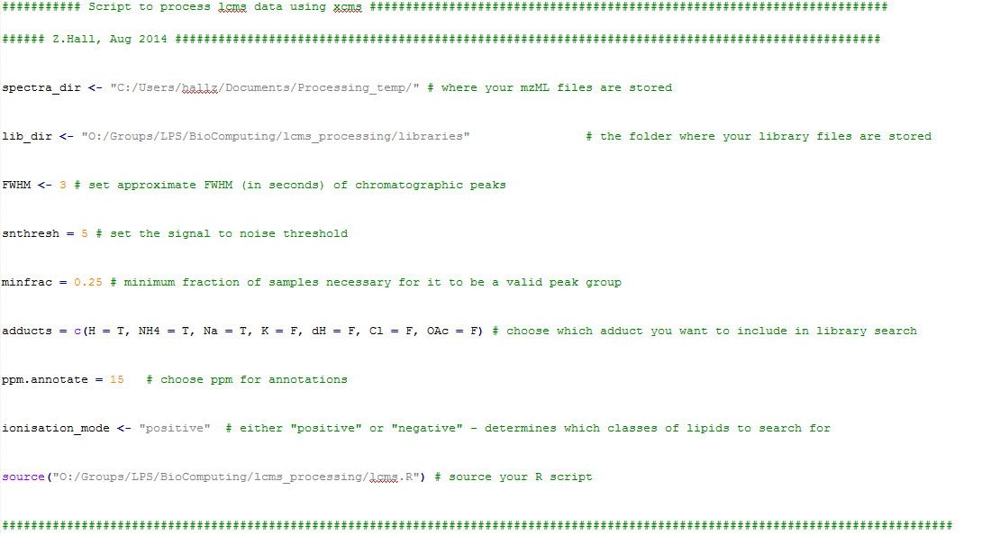 ########### Script to process lcms data using xcms ########################################################################
###### Z.Hall, Aug 2014 ##################################################################################################
spectra_dir <- "C:/Users/hallz/Documents/Processing_temp/" # where your mzML files are stored
lib_dir <- "O:/Groups/LPS/BioComputing/lcms_processing/libraries" # the folder where your library files are stored
FWHM <- 3 # set approximate FWHM (in seconds) of chromatographic peaks
snthresh = 5 # set the signal to noise threshold
minfrac = 0.25 # minimum fraction of samples necessary for it to be a valid peak group
adducts = c(H = T, NH4 = T, Na = T, K = F, dH = F, Cl = F, OAc = F) # choose which adduct you want to include in library search
ppm.annotate = 15 # choose ppm for annotations
ionisation_mode <- "positive" # either "positive" or "negative" - determines which classes of lipids to search for
source("O:/Groups/LPS/BioComputing/lcms_processing/lcms.R") # source your R script
####################################################################################################################################